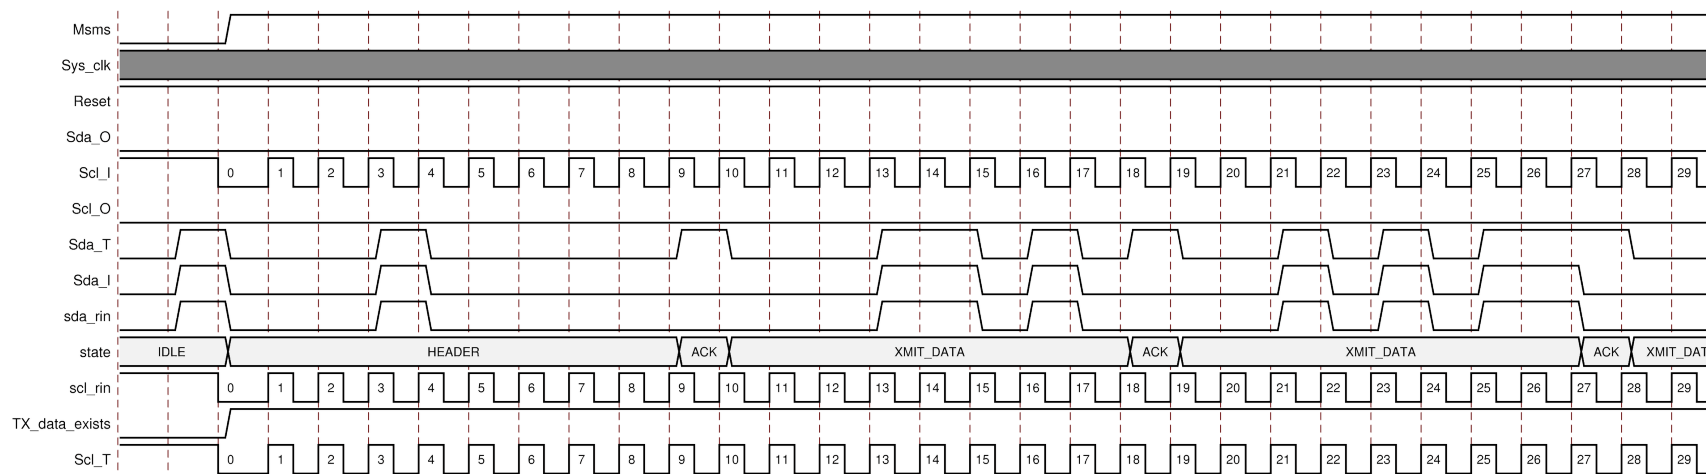 Msms
Sys_clk
Reset
Sda_O
Scl_I 0 1 2 3 4 5 6 7 8 9 10 11 12 13 14 15 16 17 18 19 20 21 22 23 24 25 26 27 28 29
Scl_O
Sda_T
Sda_I
sda_rin
state IDLE HEADER ACK XMIT_DATA ACK XMIT_DATA ACK XMIT_DAT
scl_rin 0 1 2 3 4 5 6 7 8 9 10 11 12 13 14 15 16 17 18 19 20 21 22 23 24 25 26 27 28 29
TX_data_exists
Scl_T 0 1 2 3 4 5 6 7 8 9 10 11 12 13 14 15 16 17 18 19 20 21 22 23 24 25 26 27 28 29